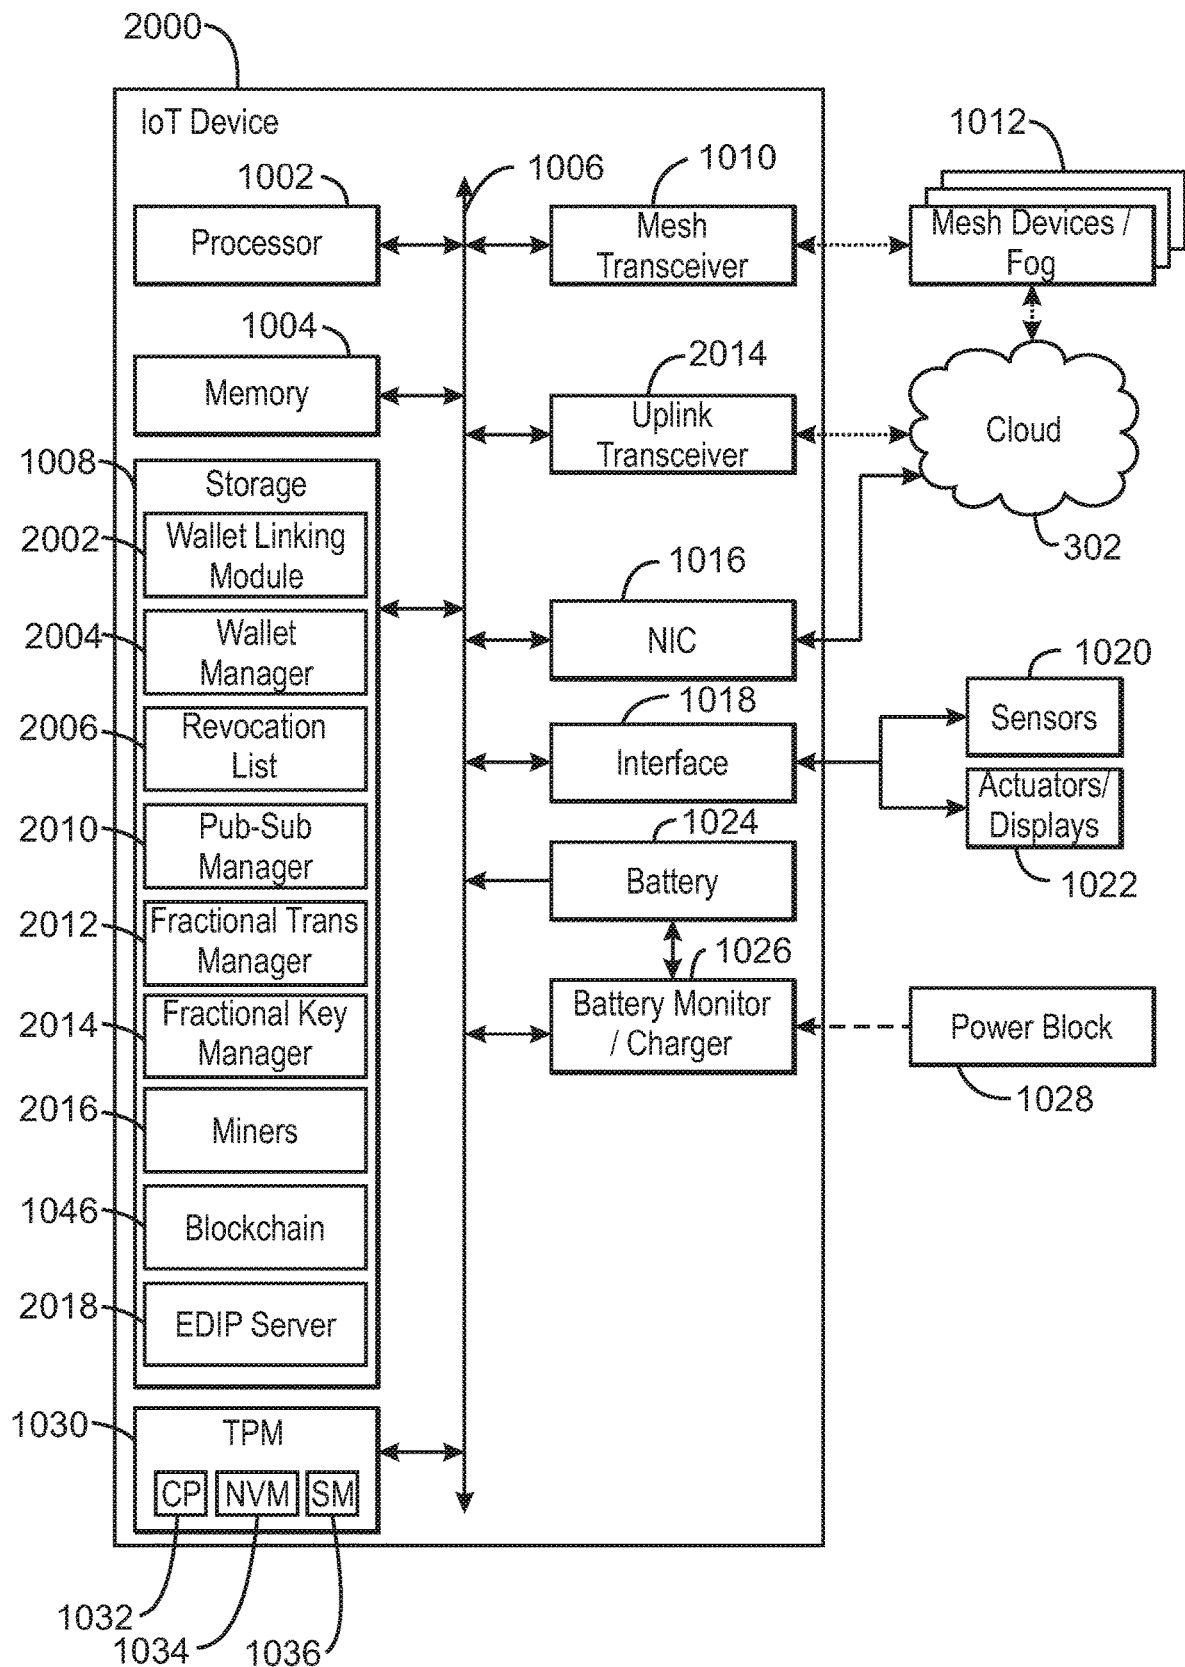 2000
IoT Device
1002
Processor
1004
Memory
1008
Storage
2002
Wallet Linking
Module
2004
Wallet
Manager
2006
Revocation
List
2010
Pub-Sub
Manager
2012
Fractional Trans
Manager
2014
Fractional Key
Manager
2016
Miners
1046
Blockchain
2018
EDIP Server
1030
TPM
CP
NVM
SM
1032
1034
1036
1006
1010
Mesh
Transceiver
2014
Uplink
Transceiver
1016
NIC
1018
Interface
1024
Battery
1026
Battery Monitor
/ Charger
1012
Mesh Devices /
Fog
Cloud
302
1020
Sensors
Actuators/
Displays
1022
Power Block
1028